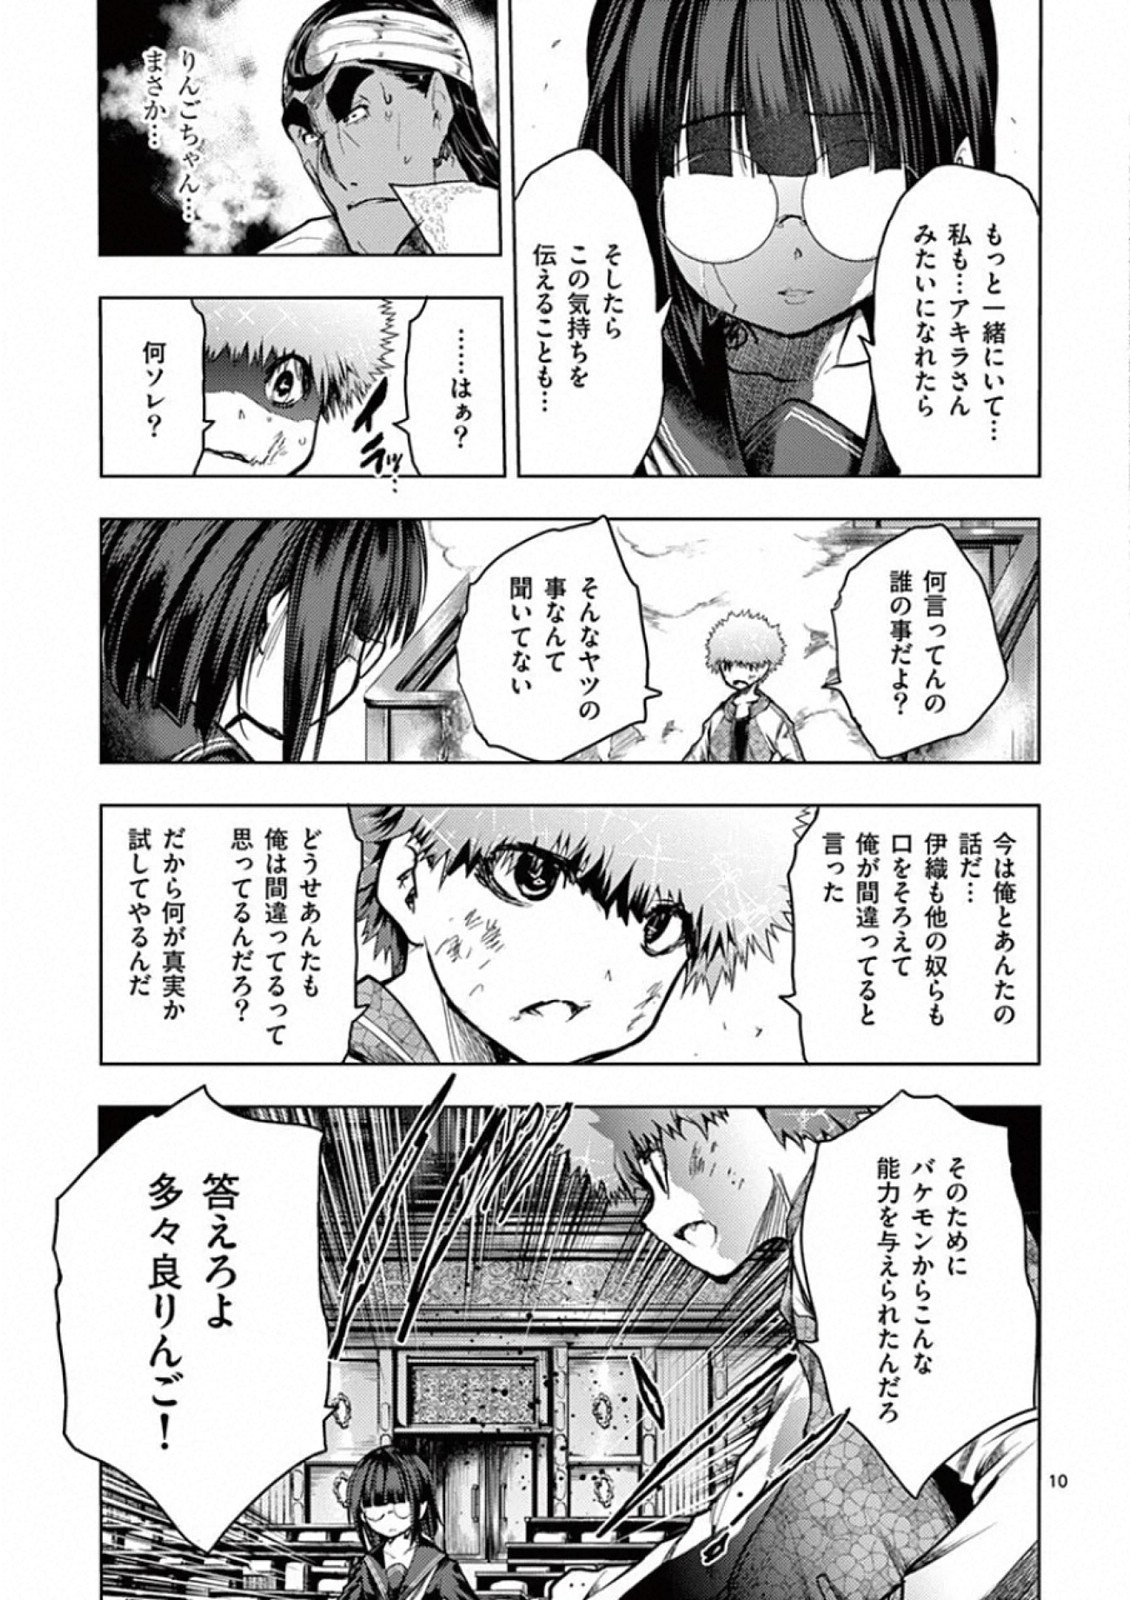 もっと一緒にいて…
私も…アキラさん
みたいになれたら
そしたら
この気持ちを
伝えることも…
りんごちゃん…
まさか…
……はぁ?
イラッ…
何ソレ?
何言ってんの
誰の事だよ?
そんなヤツの
事なんて
聞いてない
今は俺とあんたの
話だ…
伊織も他の奴らも
口をそろえて
俺が間違ってると
言った
どうせあんたも
俺は間違ってるって
思ってるんだろ?
だから何が真実か
試してやるんだ
そのために
バケモンからこんな
能力を与えられたんだろ
答えろよ
多々良りんご!
10